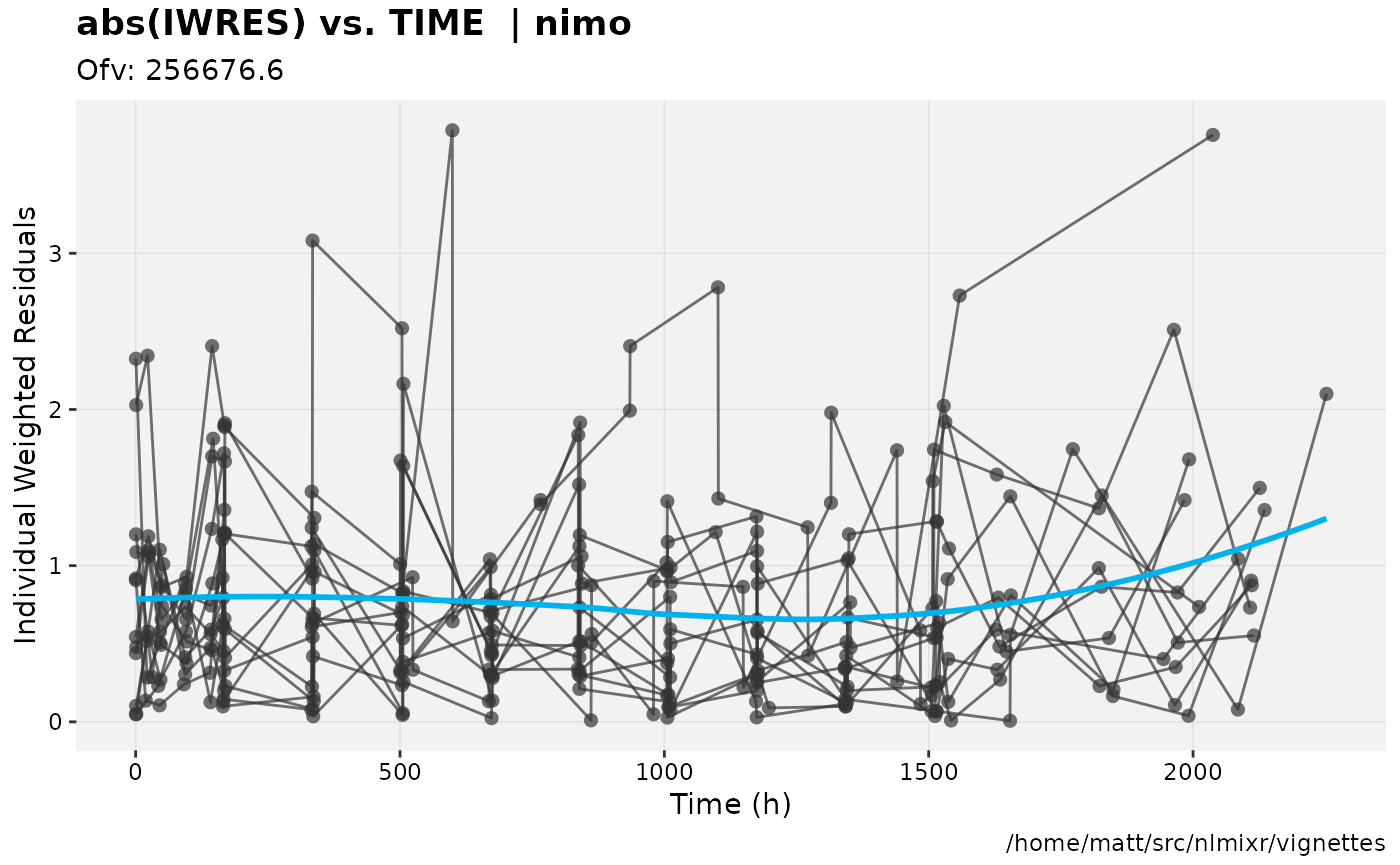 abs(IWRES) vs. TIME | nimo
Ofv: 256676.6
Individual Weighted Residuals
3
2
1
0
0 500 1000 1500 2000
Time (h)
/home/matt/src/nlmixr/vignettes